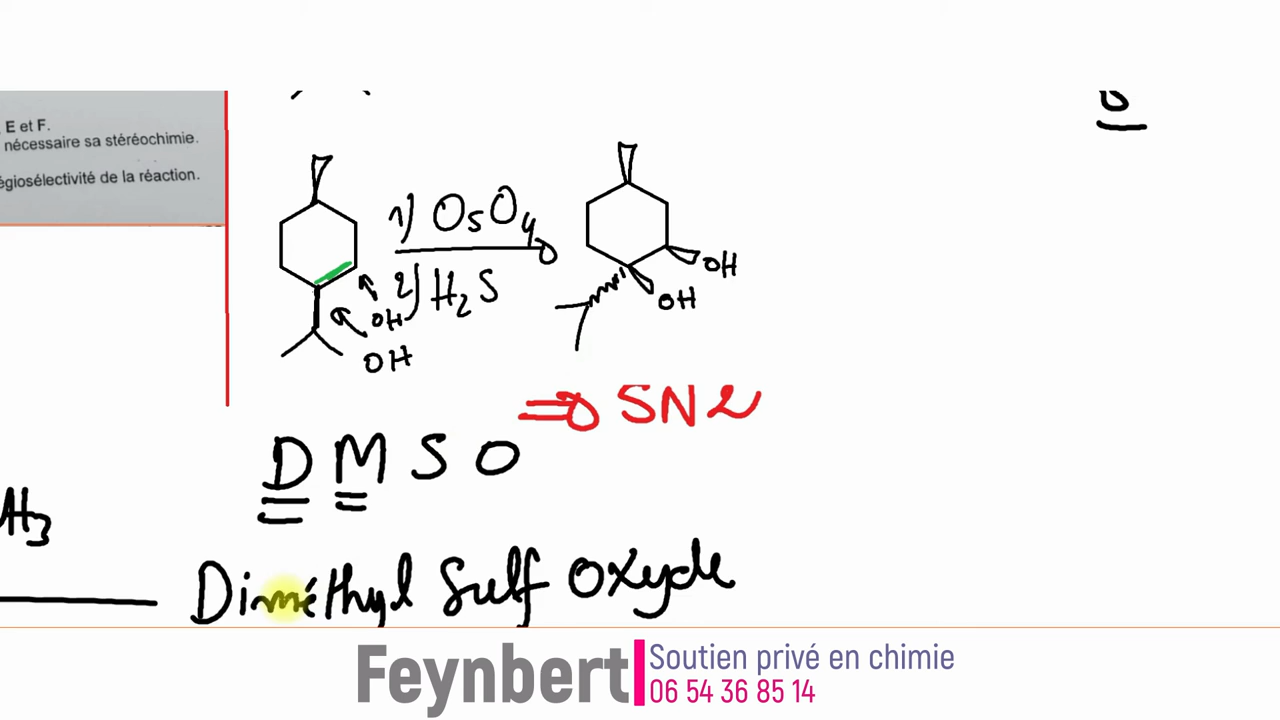 E et F.
nécessaire sa stéréochimie.
égiosélectivité de la réaction.
1) OsO4
2) H2S
OH
OH
OH
OH
=> SN2
DMSO
H3
Diméthyl Sulf Oxyde
Feynbert
Soutien privé en chimie
06 54 36 85 14